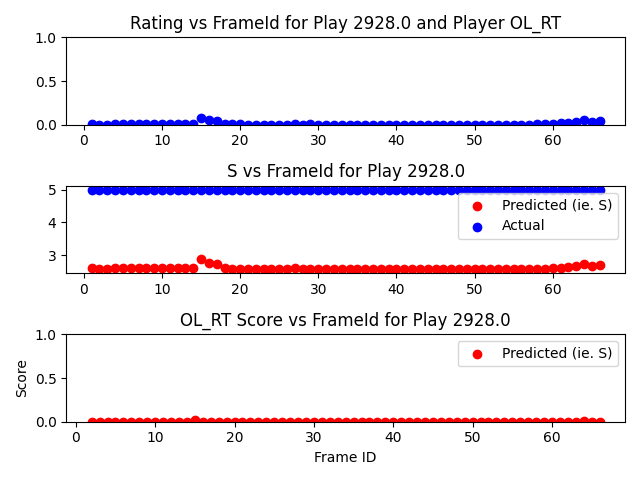 Rating vs FrameId for Play 2928.0 and Player OL_RT
1.0
0.5
0.0
0 10 20 30 40 50 60
S vs FrameId for Play 2928.0
5
4
3
Predicted (ie. S)
Actual
0 10 20 30 40 50 60
OL_RT Score vs FrameId for Play 2928.0
1.0
0.5
0.0
Score
Predicted (ie. S)
0 10 20 30 40 50 60
Frame ID